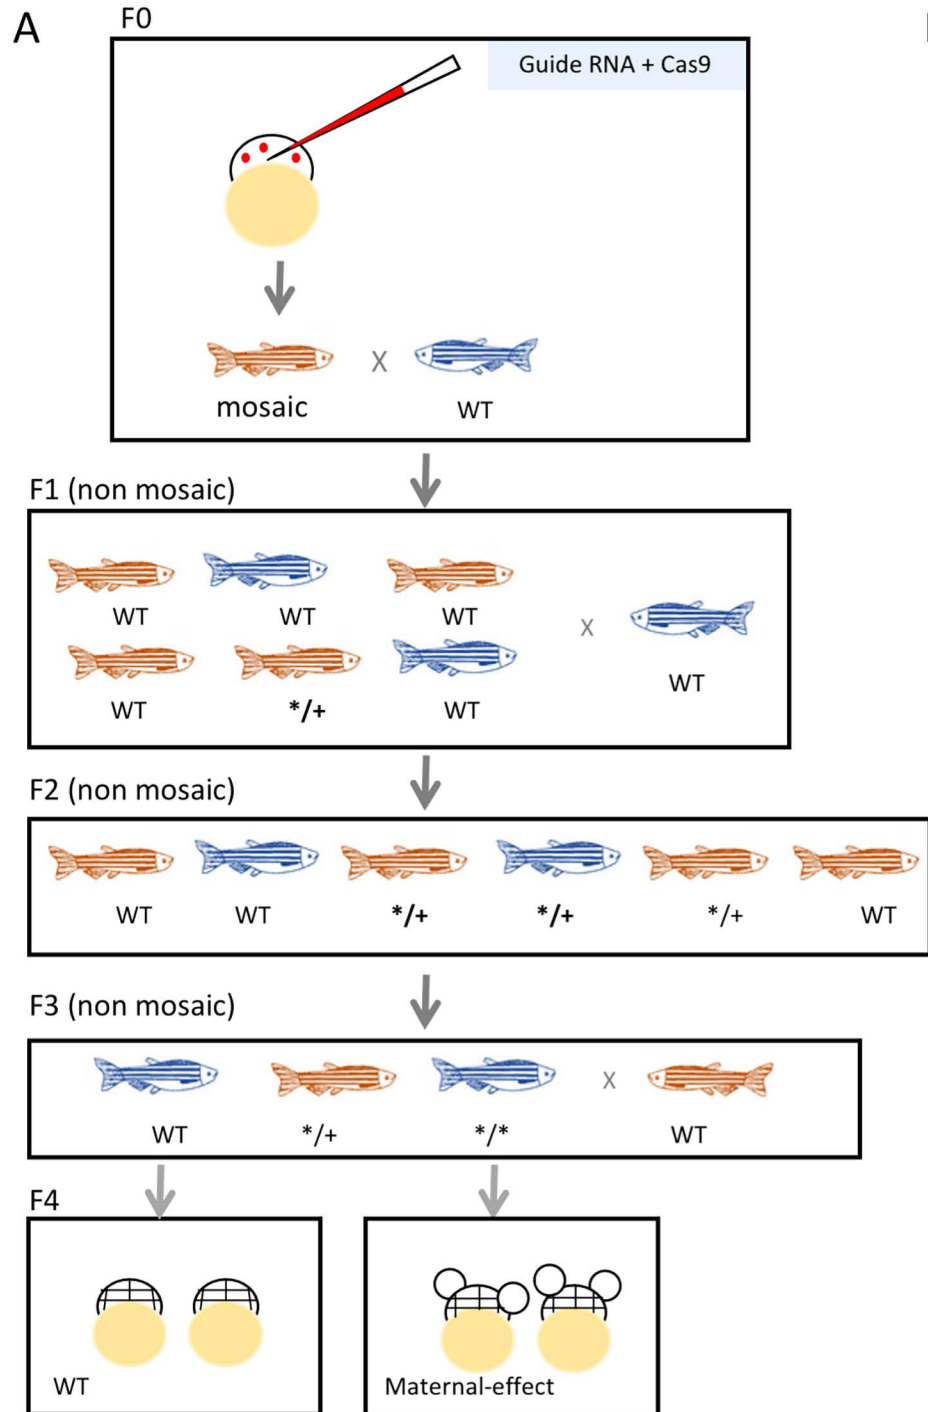 A
F0
Guide RNA + Cas9
X
mosaic
WT
F1 (non mosaic)
WT
WT
WT
X
WT
WT
*/+
WT
F2 (non mosaic)
WT
WT
*/+
*/+
*/+
WT
F3 (non mosaic)
X
WT
*/+
*/*
WT
F4
WT
Maternal-effect